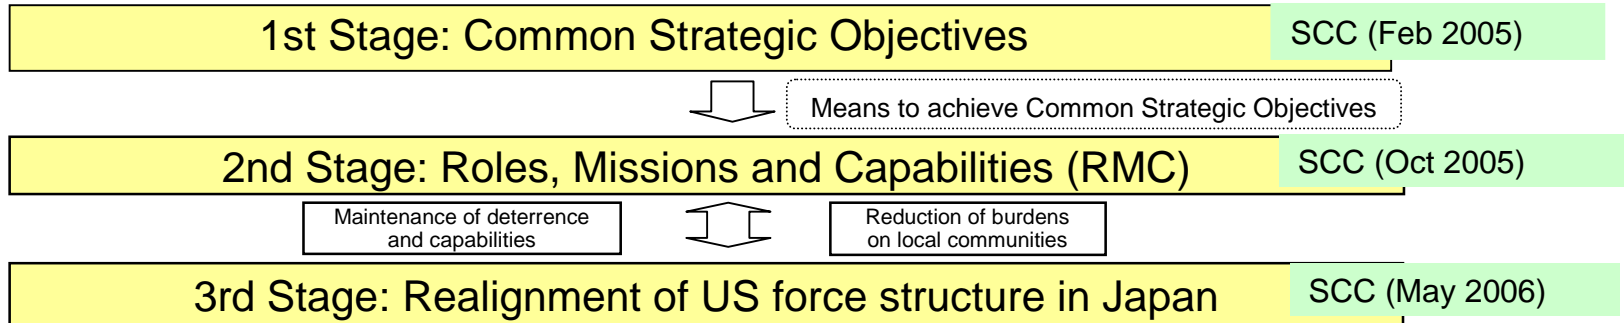 1st Stage: Common Strategic Objectives
SCC (Feb 2005)
Means to achieve Common Strategic Objectives
2nd Stage: Roles, Missions and Capabilities (RMC)
SCC (Oct 2005)
Maintenance of deterrence
and capabilities
Reduction of burdens
on local communities
3rd Stage: Realignment of US force structure in Japan
SCC (May 2006)